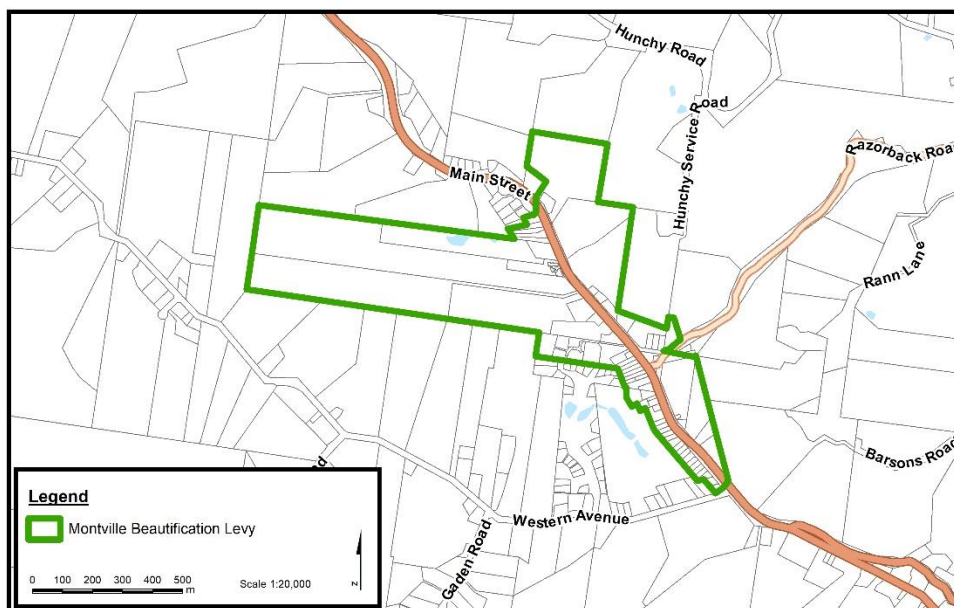 Hunchy Road
Hunchy Service Road
Razorback Road
Main Street
Rann Lane
Barsons Road
Western Avenue
Gaden Road
Legend
Montville Beautification Levy
0 100 200 300 400 500
m
Scale 1:20,000
N